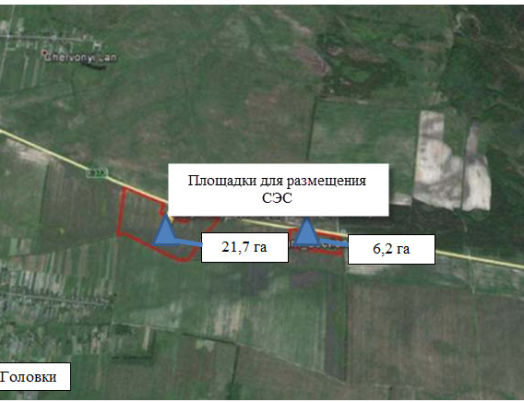 Chervonyi Lan
Площадки для размещения
СЭС
21,7 га
6,2 га
Головки